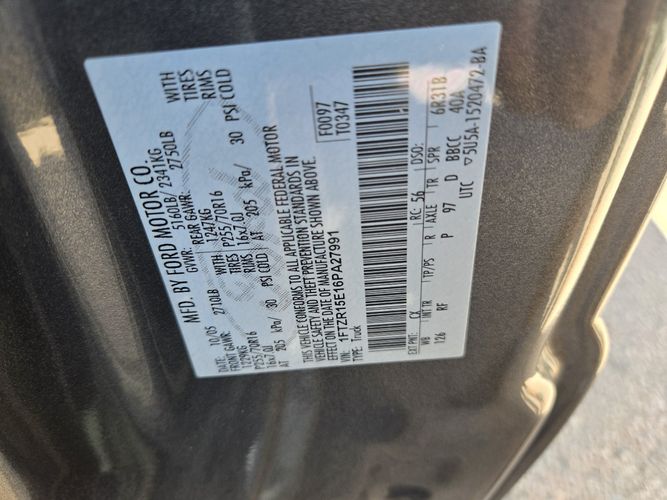 MFD. BY FORD MOTOR CO.
DATE: 10/05 GVWR: 5160LB/ 2341KG
FRONT GAWR: REAR GAWR:
1229KG 2710LB 1247KG 2750LB
WITH WITH
P255/70R16 TIRES P255/70R16 TIRES
16x7.0J RIMS 16x7.0J RIMS
AT 205 kPa/ 30 PSI COLD AT 205 kPa/ 30 PSI COLD
THIS VEHICLE CONFORMS TO ALL APPLICABLE FEDERAL MOTOR
VEHICLE SAFETY AND THEFT PREVENTION STANDARDS IN
EFFECT ON THE DATE OF MANUFACTURE SHOWN ABOVE.
VIN: 1FTZR15E16PA27991 F0097
TYPE: Truck T0347
EXT PNT: CX RC: 56 DSO:
WB INT TR TP/PS R AXLE TR SPR 6R31B
126 RF P 97 D BBCC 40A
UTC ▽5U5A-1520472-BA